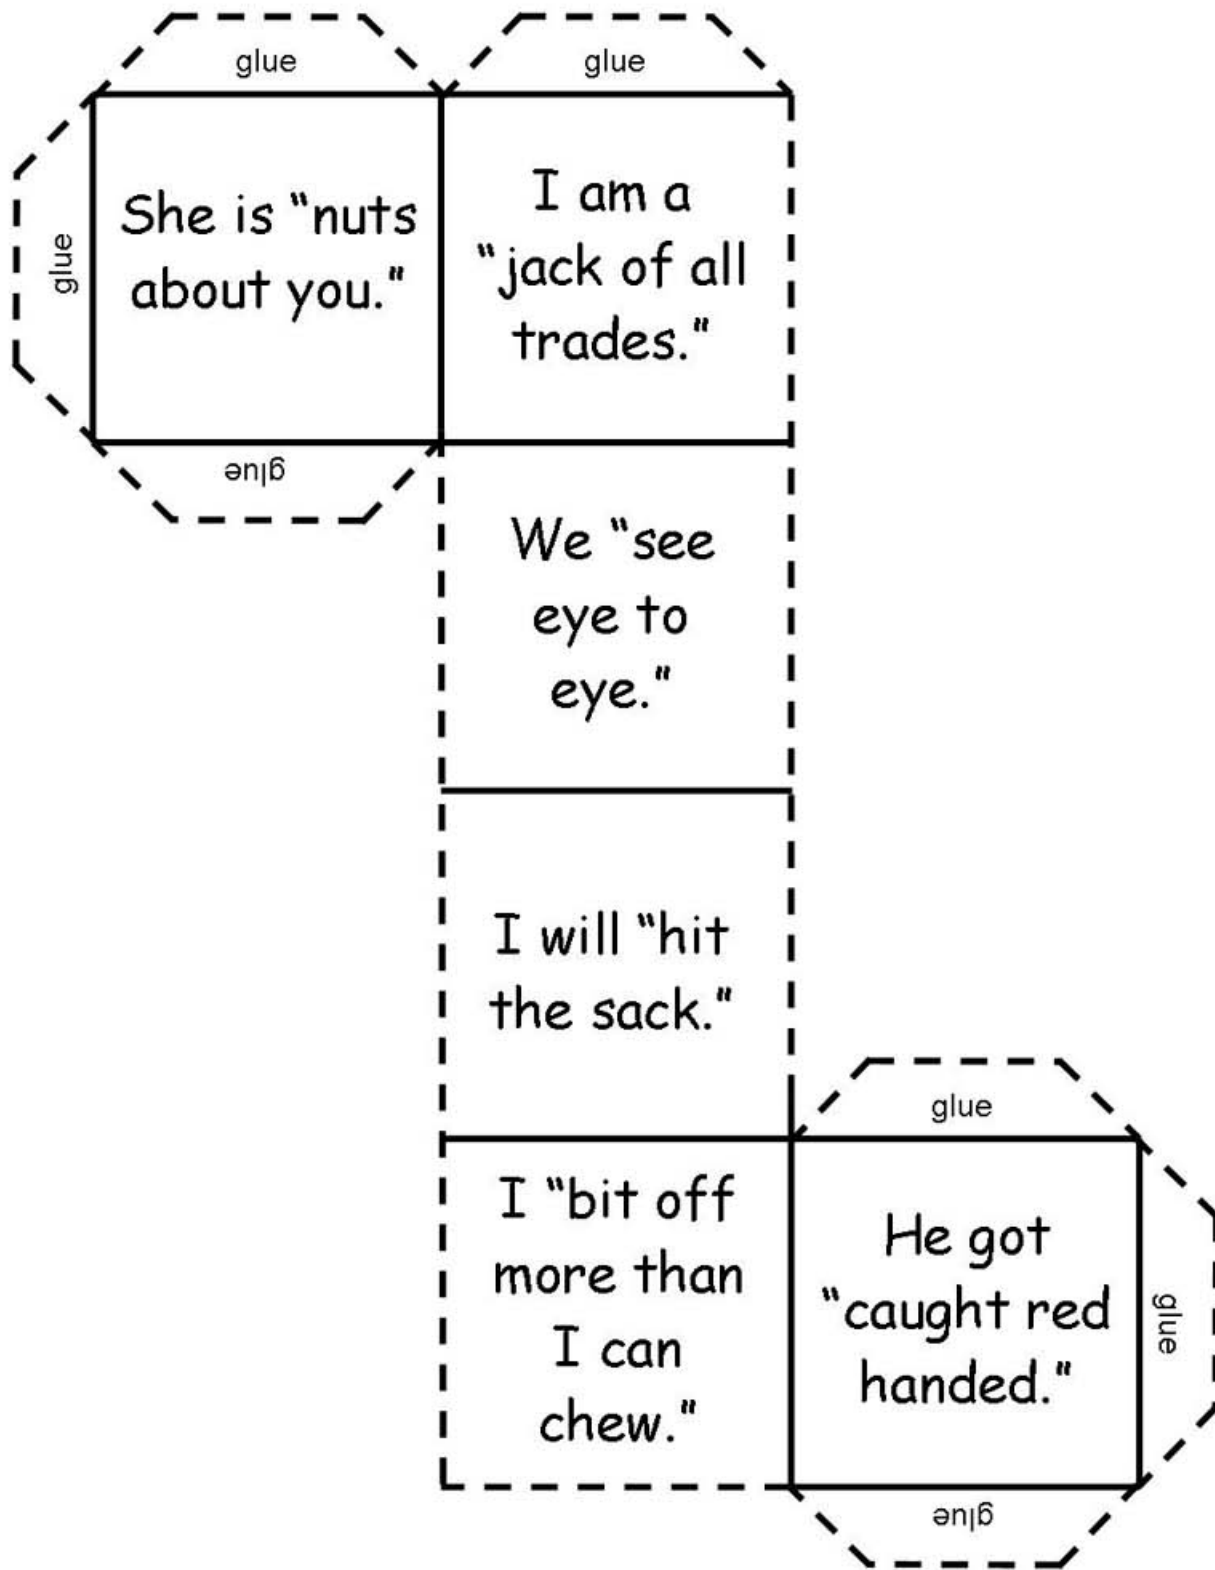 glue
glue
glue
She is “nuts
about you.”
glue
I am a
“jack of all
trades.”
We “see
eye to
eye.”
I will “hit
the sack.”
I “bit off
more than
I can
chew.”
glue
He got
“caught red
handed.”
glue
glue